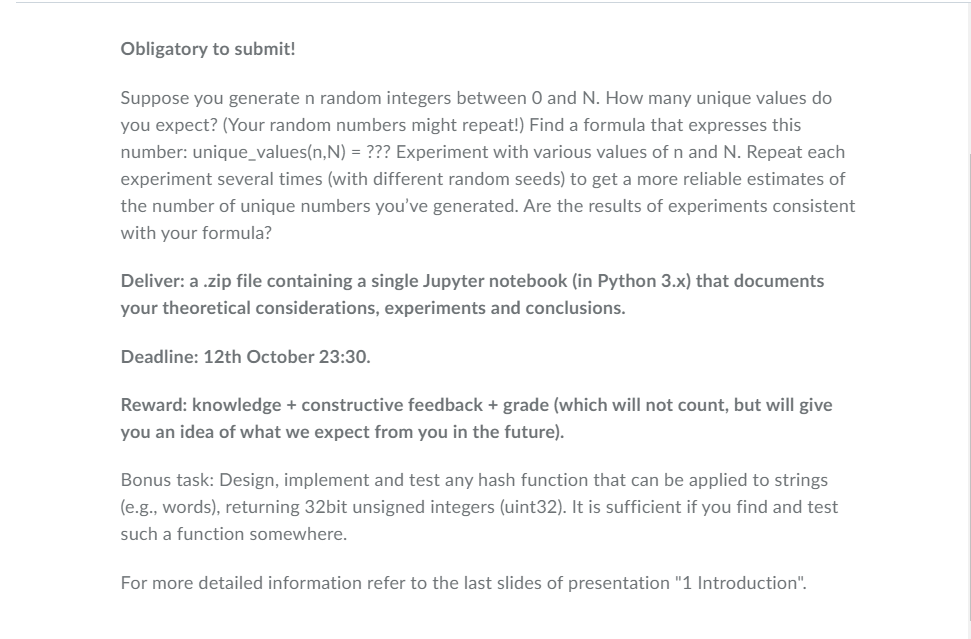 Obligatory to submit!
Suppose you generate n random integers between 0 and N. How many unique values do
you expect? (Your random numbers might repeat!) Find a formula that expresses this
number: unique_values(n,N) = ??? Experiment with various values of n and N. Repeat each
experiment several times (with different random seeds) to get a more reliable estimates of
the number of unique numbers you've generated. Are the results of experiments consistent
with your formula?
Deliver: a .zip file containing a single Jupyter notebook (in Python 3.x) that documents
your theoretical considerations, experiments and conclusions.
Deadline: 12th October 23:30.
Reward: knowledge + constructive feedback + grade (which will not count, but will give
you an idea of what we expect from you in the future).
Bonus task: Design, implement and test any hash function that can be applied to strings
(e.g., words), returning 32bit unsigned integers (uint32). It is sufficient if you find and test
such a function somewhere.
For more detailed information refer to the last slides of presentation "1 Introduction".